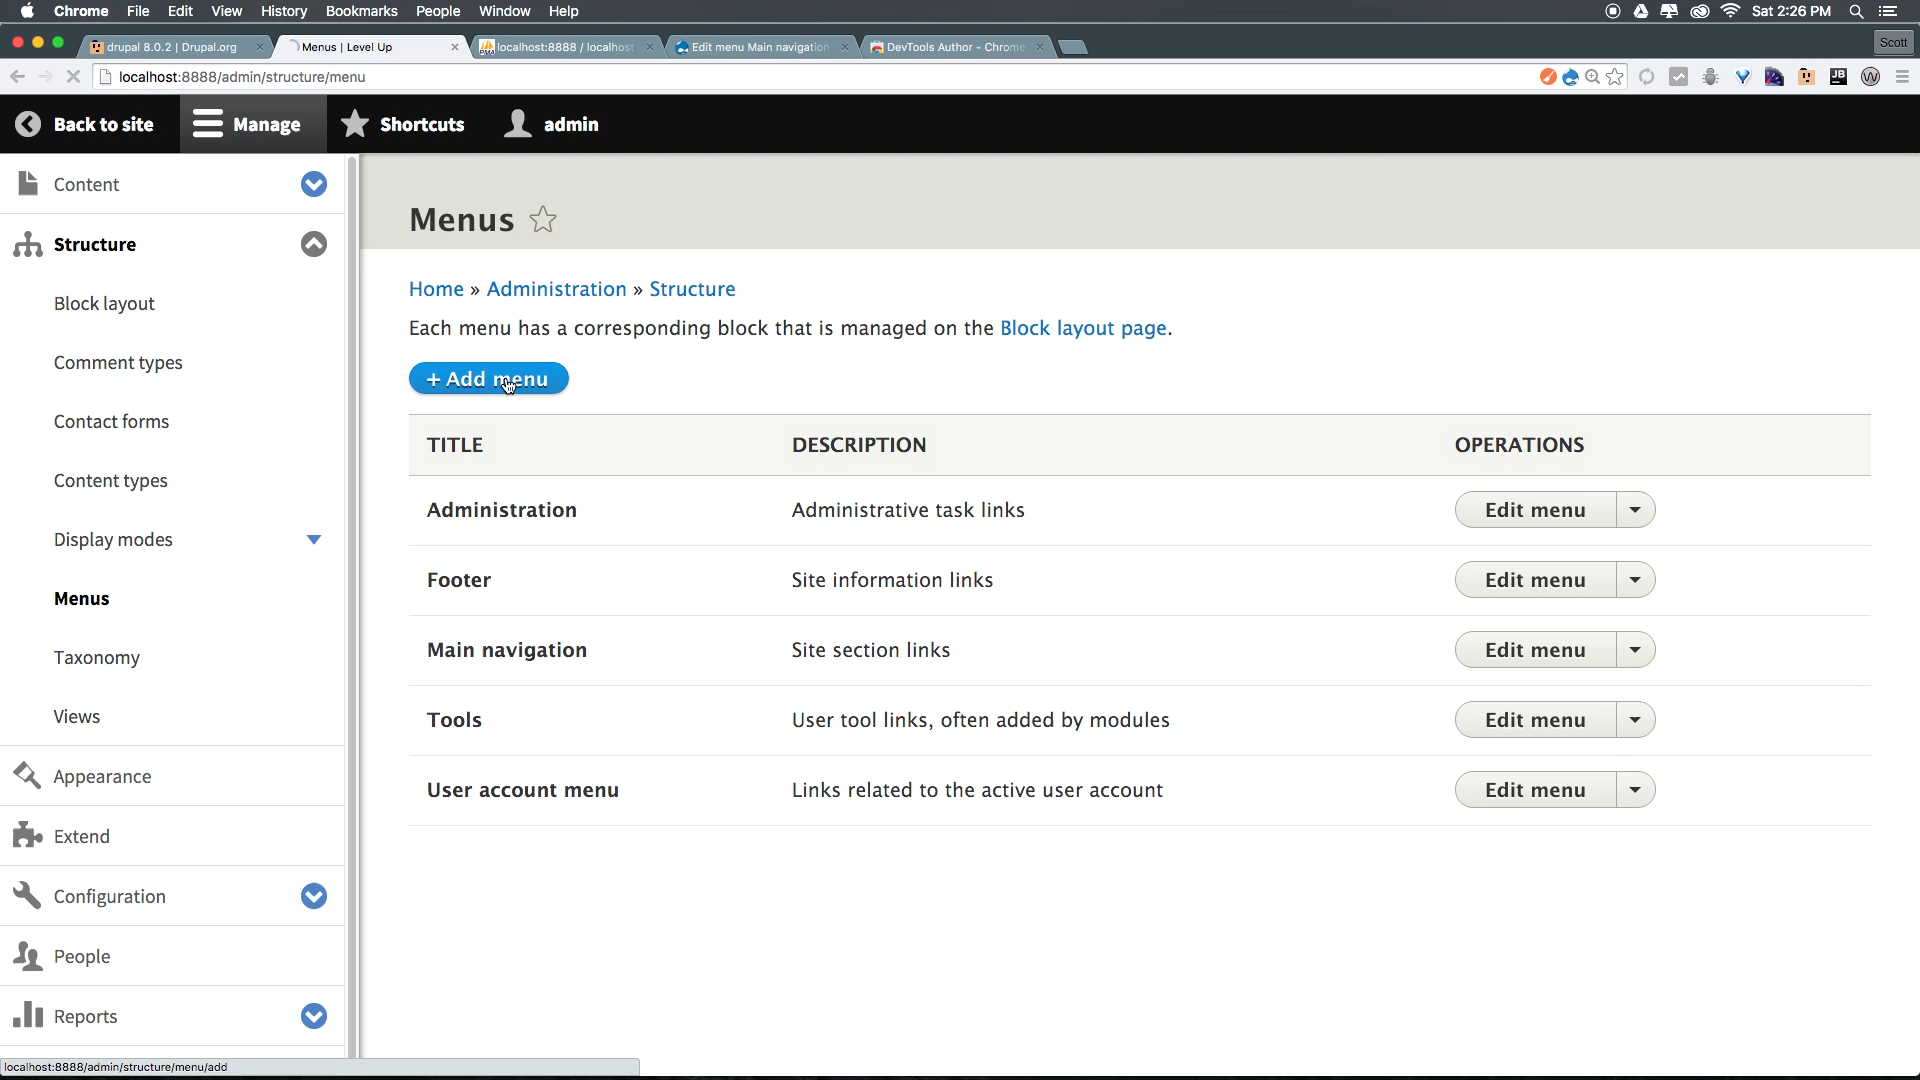 Chrome File Edit View History Bookmarks People Window Help Sat 2:26 PM
drupal 8.0.2 | Drupal.org Menus | Level Up localhost:8888 / localhost Edit menu Main navigation DevTools Author - Chrome Scott
localhost:8888/admin/structure/menu
Back to site Manage Shortcuts admin
Content
Structure
Block layout
Comment types
Contact forms
Content types
Display modes
Menus
Taxonomy
Views
Appearance
Extend
Configuration
People
Reports
Menus
Home » Administration » Structure
Each menu has a corresponding block that is managed on the Block layout page.
+ Add menu
TITLE DESCRIPTION OPERATIONS
Administration Administrative task links Edit menu
Footer Site information links Edit menu
Main navigation Site section links Edit menu
Tools User tool links, often added by modules Edit menu
User account menu Links related to the active user account Edit menu
localhost:8888/admin/structure/menu/add